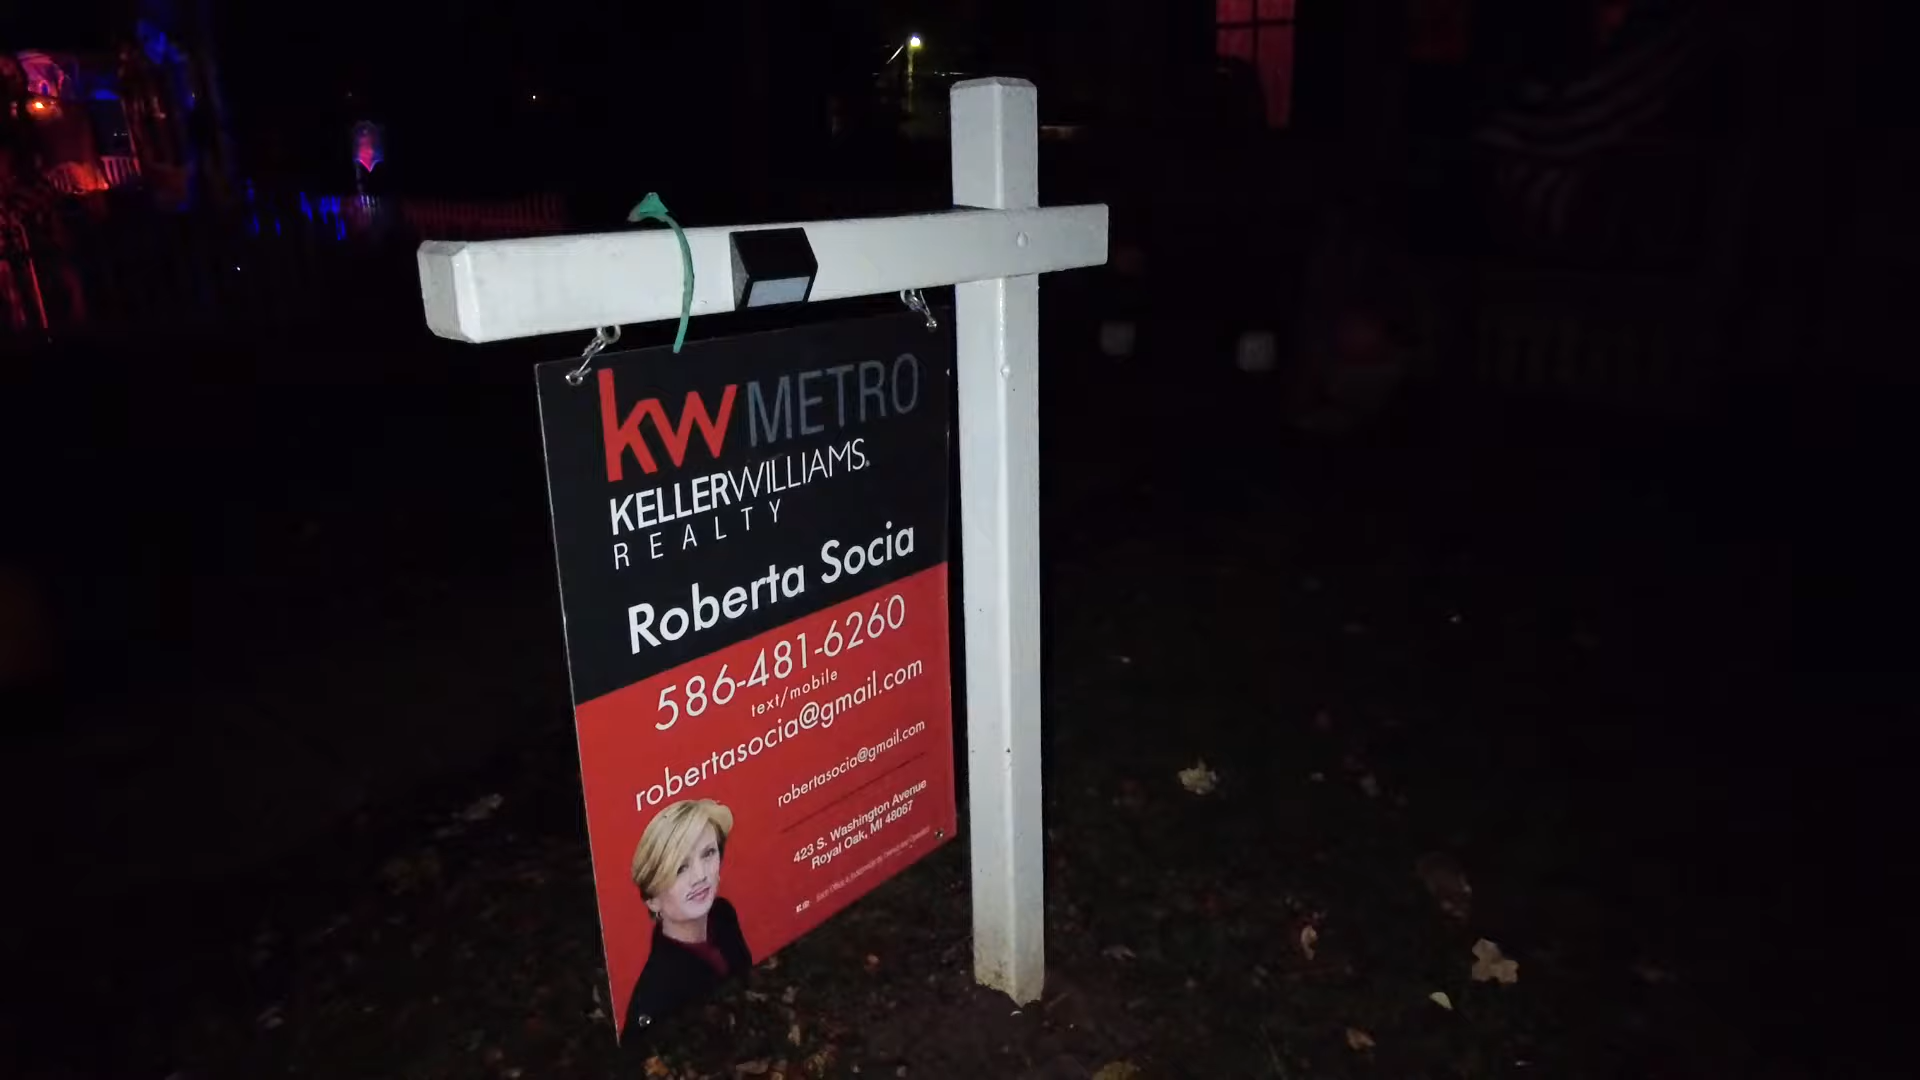 kw METRO
KELLERWILLIAMS®
REALTY
Roberta Socia
586-481-6260
text/mobile
robertasocia@gmail.com
robertasocia@gmail.com
423 S. Washington Avenue
Royal Oak, MI 48067